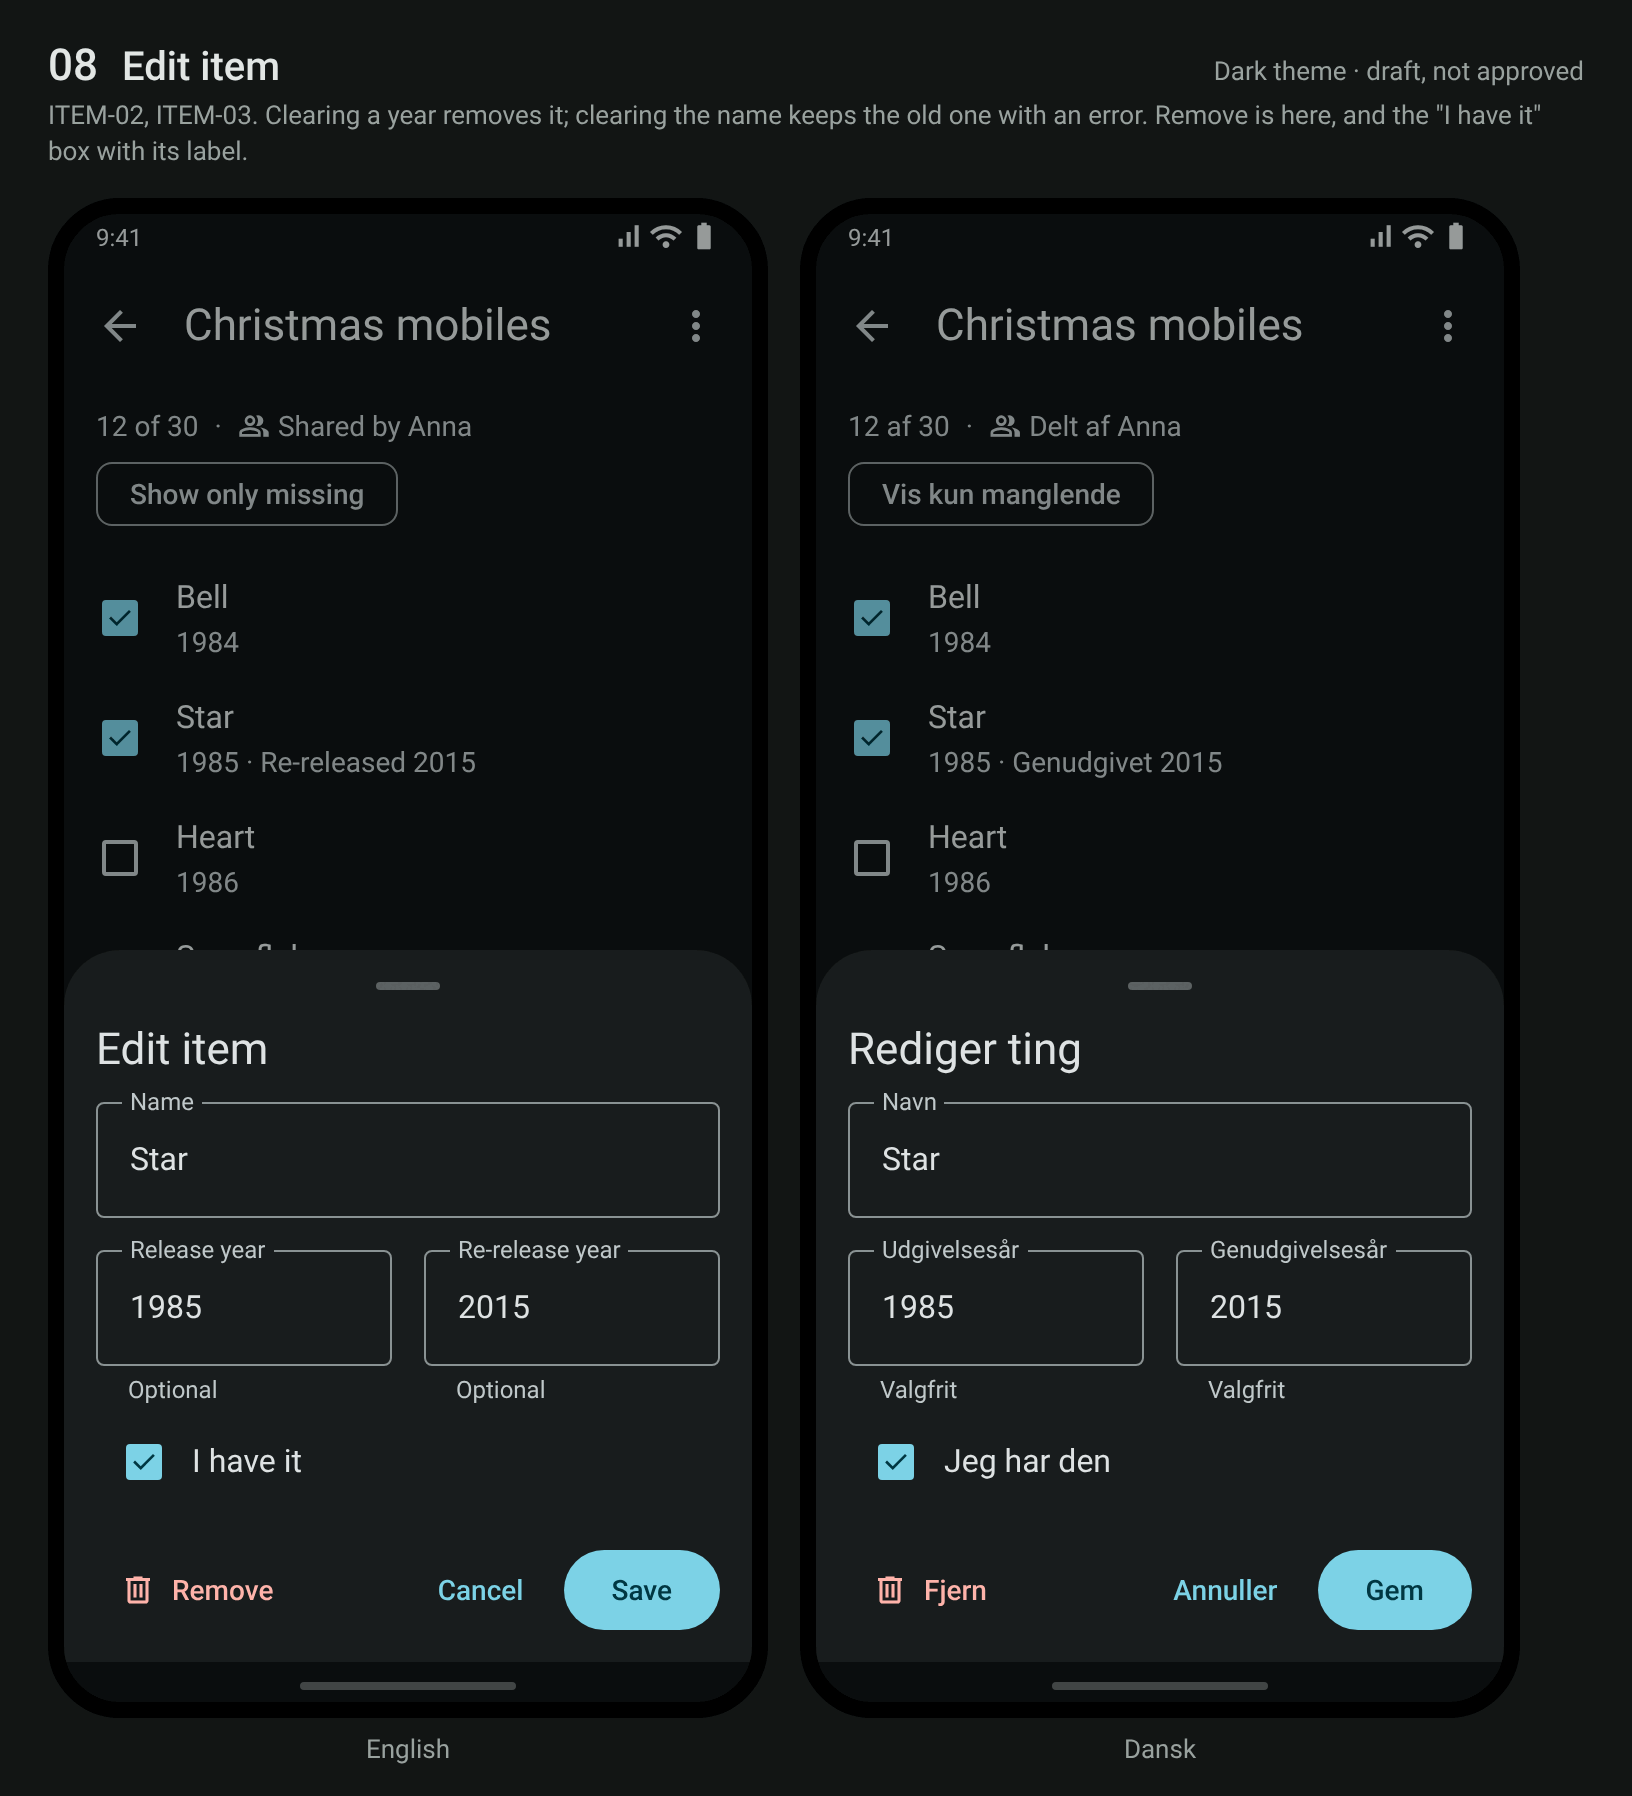 08 Edit item
Dark theme · draft, not approved
ITEM-02, ITEM-03. Clearing a year removes it; clearing the name keeps the old one with an error. Remove is here, and the "I have it"
box with its label.
9:41
Christmas mobiles
12 of 30 · Shared by Anna
Show only missing
Bell
1984
Star
1985 · Re-released 2015
Heart
1986
Edit item
Name
Star
Release year
Re-release year
1985
2015
Optional
Optional
I have it
Remove
Cancel
Save
English
9:41
Christmas mobiles
12 af 30 · Delt af Anna
Vis kun manglende
Bell
1984
Star
1985 · Genudgivet 2015
Heart
1986
Rediger ting
Navn
Star
Udgivelsesår
Genudgivelsesår
1985
2015
Valgfrit
Valgfrit
Jeg har den
Fjern
Annuller
Gem
Dansk